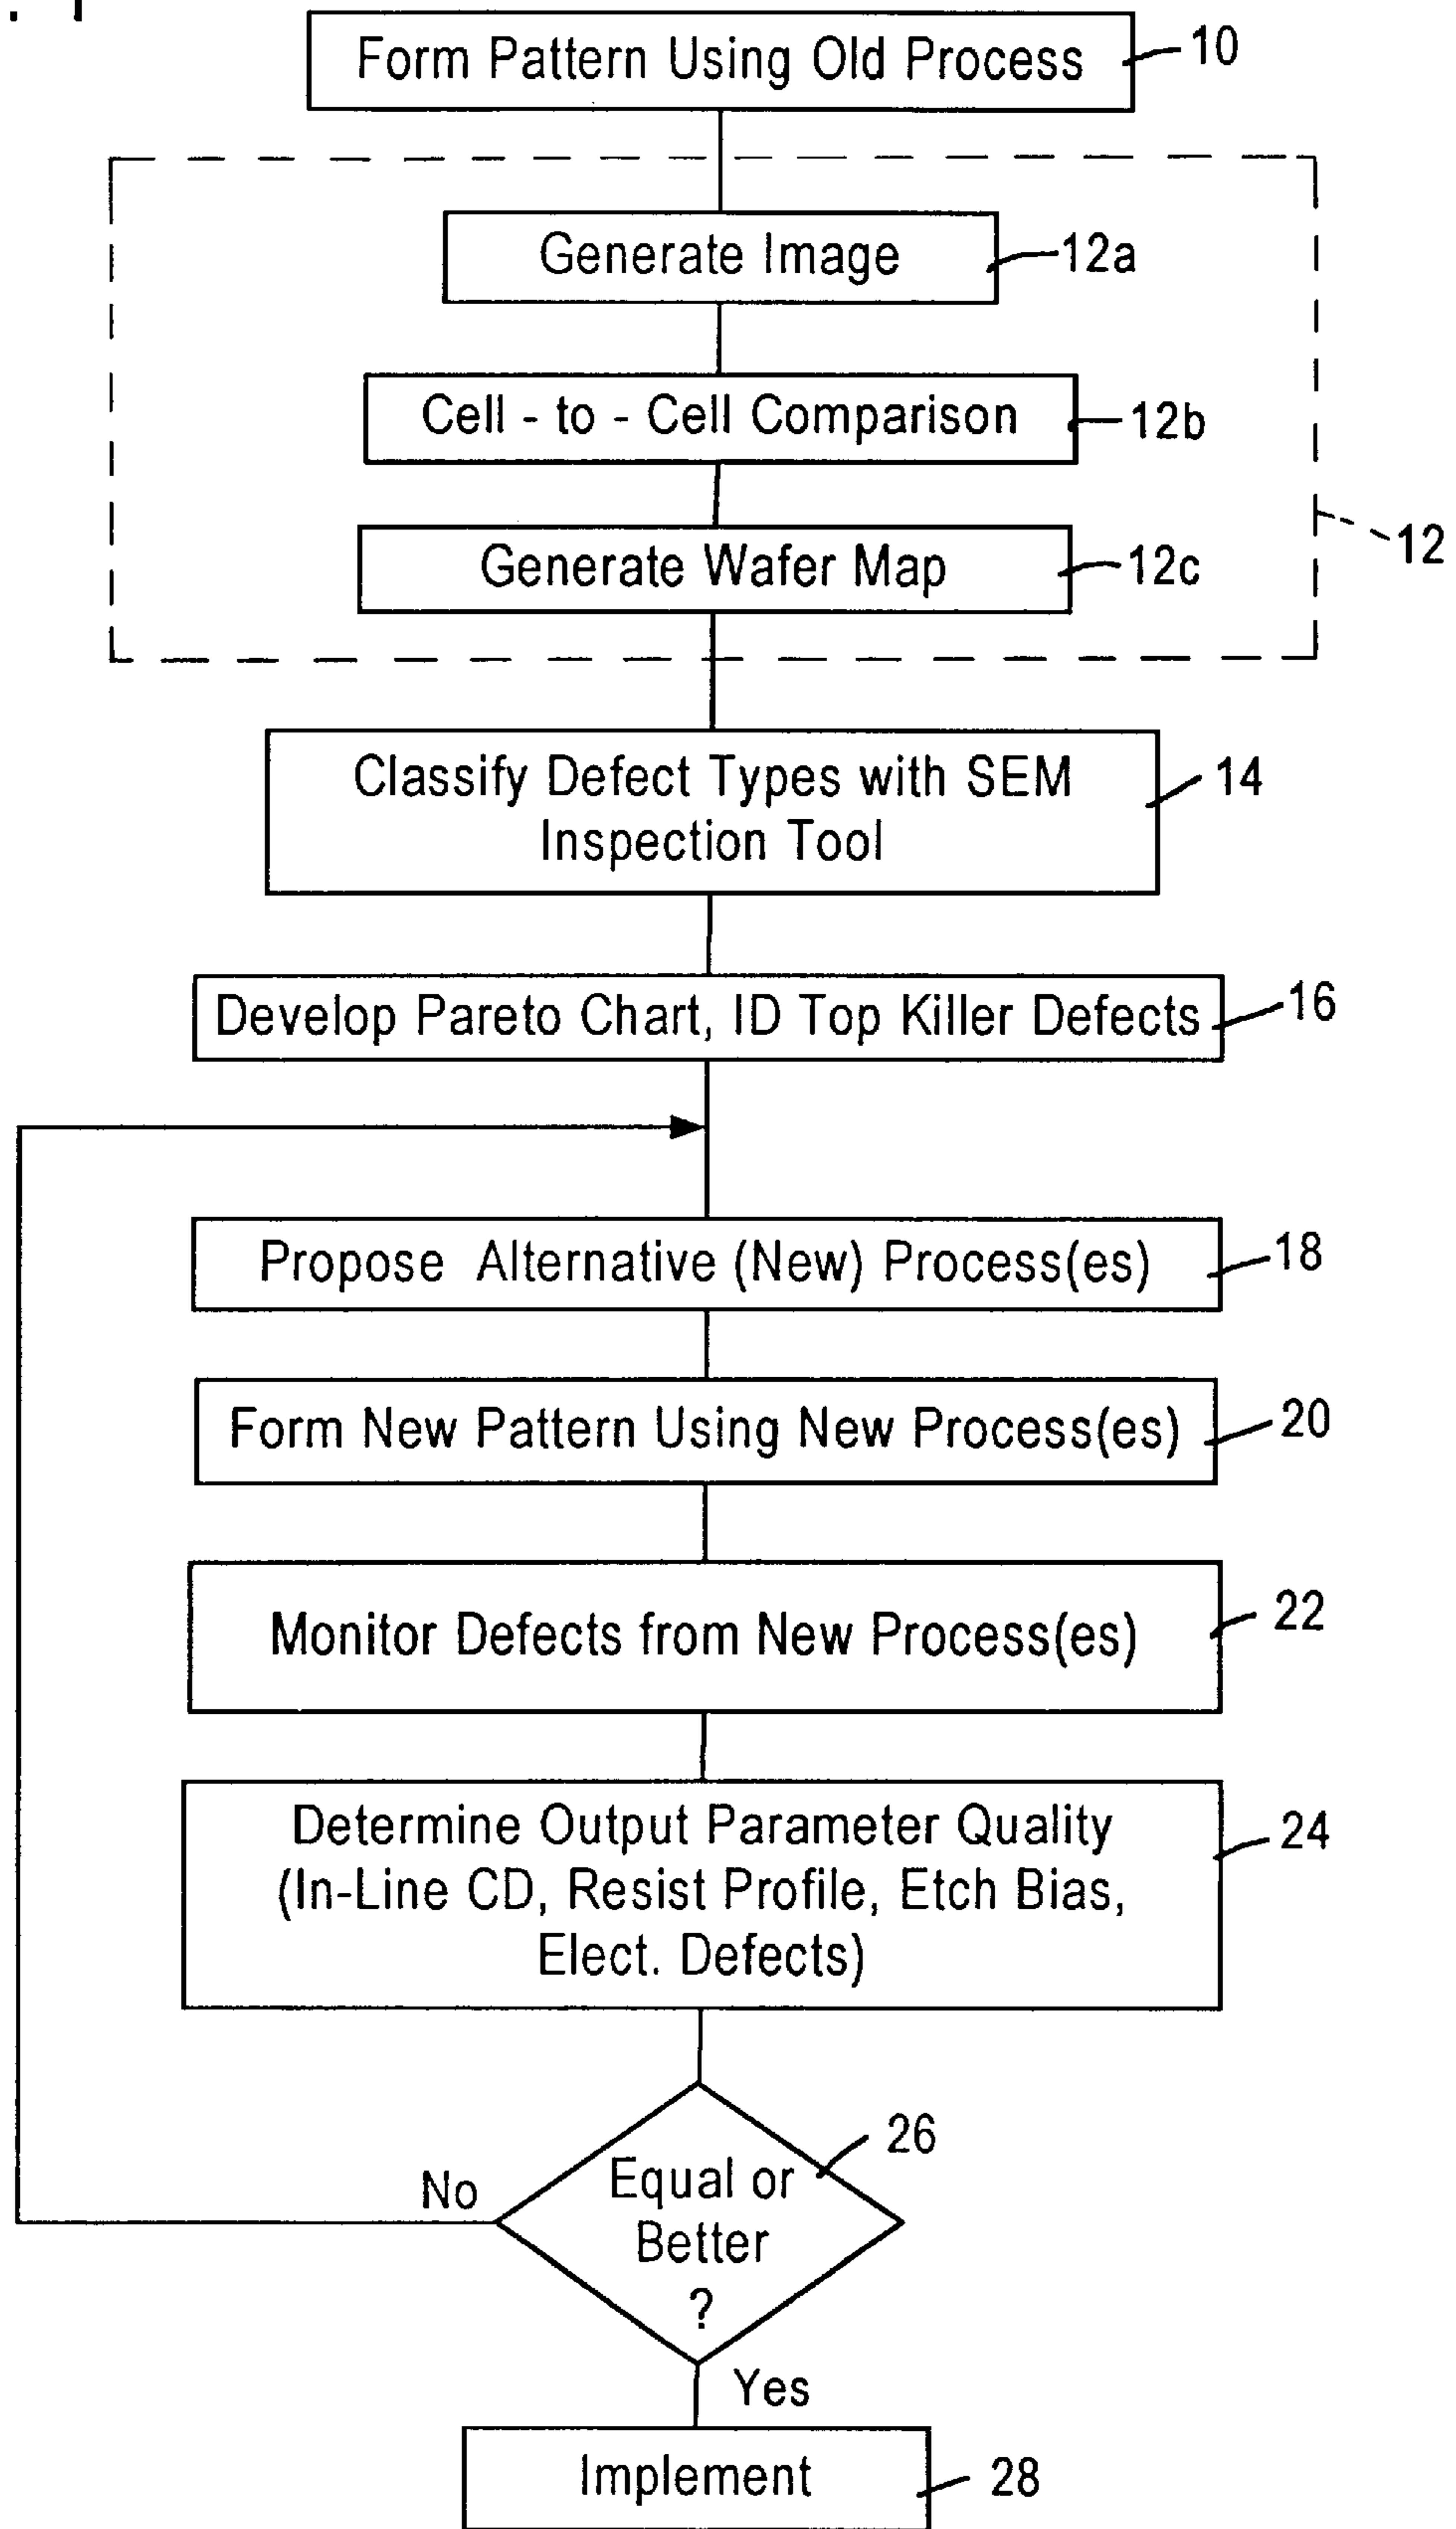 . 1
Form Pattern Using Old Process
10
Generate Image
12a
Cell - to - Cell Comparison
12b
12
Generate Wafer Map
12c
Classify Defect Types with SEM
Inspection Tool
14
Develop Pareto Chart, ID Top Killer Defects
16
Propose Alternative (New) Process(es)
18
Form New Pattern Using New Process(es)
20
Monitor Defects from New Process(es)
22
Determine Output Parameter Quality
(In-Line CD, Resist Profile, Etch Bias,
Elect. Defects)
24
26
Equal or
Better
?
No
Yes
Implement
28